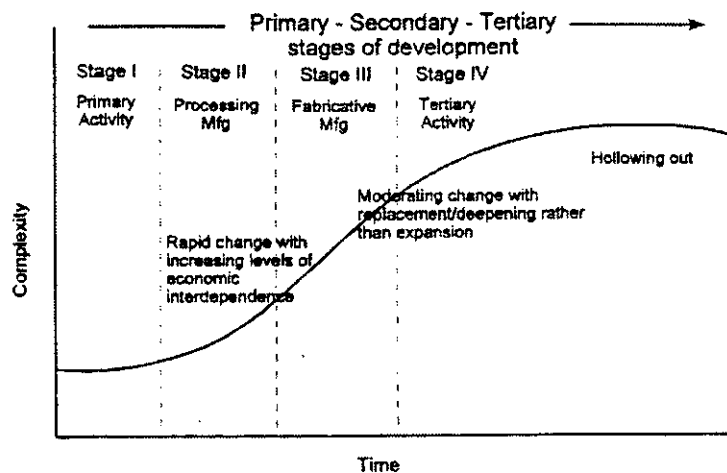 Primary - Secondary - Tertiary
stages of development
Stage I
Stage II
Stage III
Stage IV
Primary
Activity
Processing
Mfg
Fabricative
Mfg
Tertiary
Activity
Hollowing out
Moderating change with
replacement/deepening rather
than expansion
Rapid change with
increasing levels of
economic
interdependence
Complexity
Time